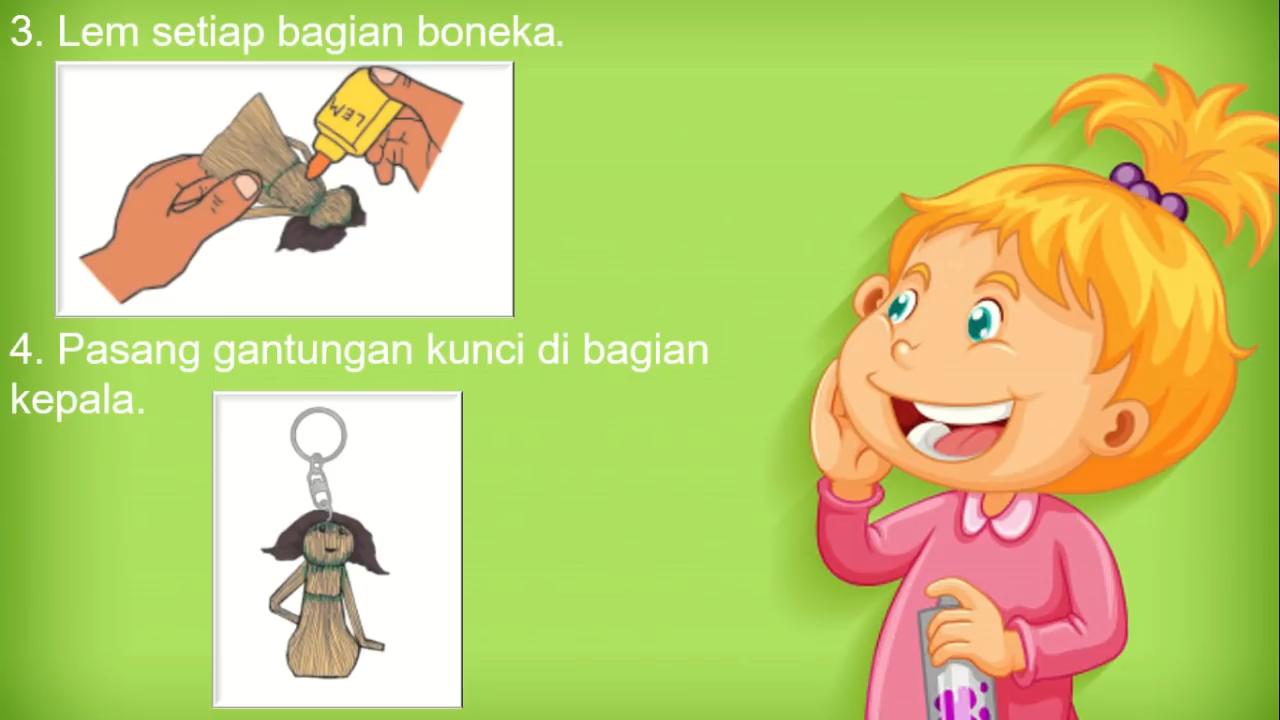 3. Lem setiap bagian boneka.
LEM
4. Pasang gantungan kunci di bagian
kepala.